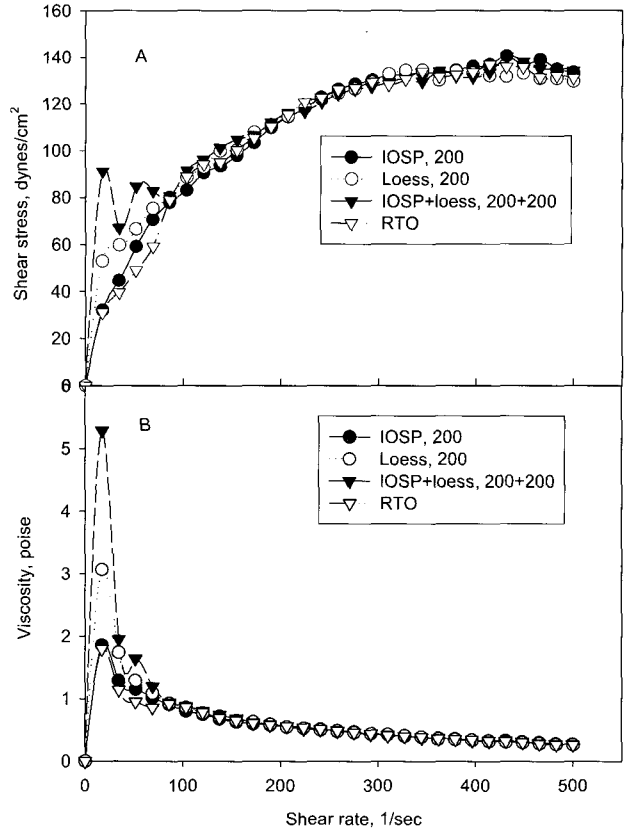 160
140
120
100
80
60
40
20
0
Shear stress, dynes/cm²
A
IOSP, 200
Loess, 200
IOSP+loess, 200+200
RTO
6
5
4
3
2
1
0
Viscosity, poise
B
IOSP, 200
Loess, 200
IOSP+loess, 200+200
RTO
0 100 200 300 400 500
Shear rate, 1/sec